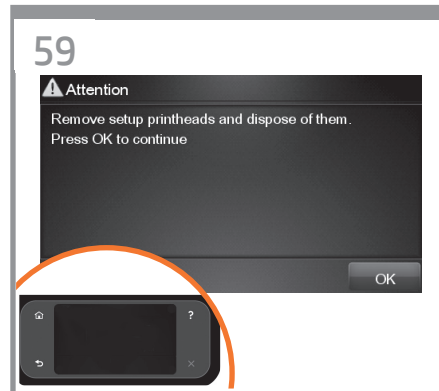 59
Attention
Remove setup printheads and dispose of them.
Press OK to continue
OK
?